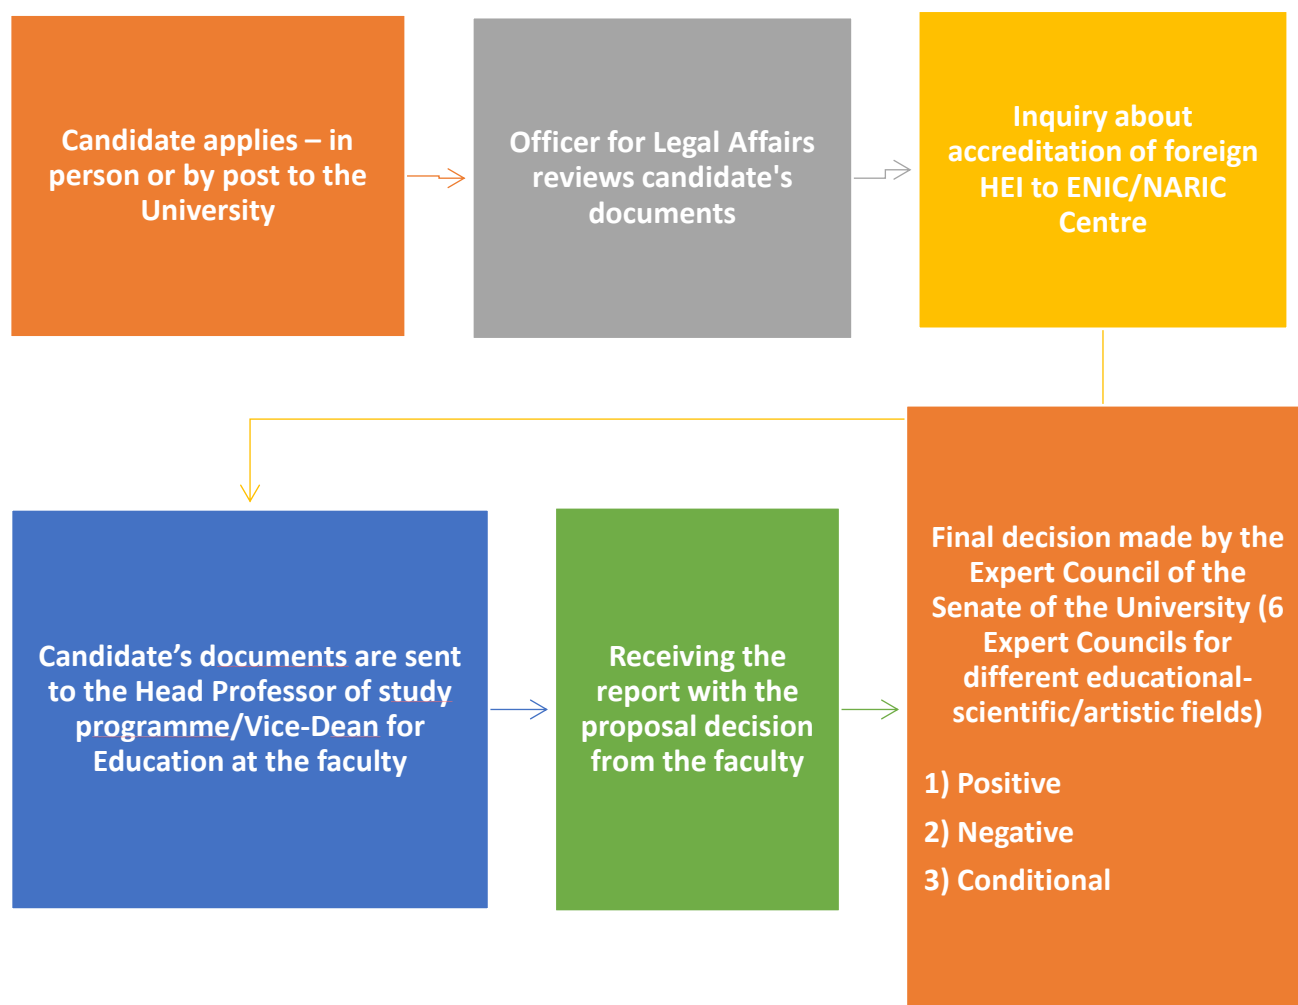 Candidate applies – in
person or by post to the
University
Officer for Legal Affairs
reviews candidate's
documents
Inquiry about
accreditation of foreign
HEI to ENIC/NARIC
Centre
Candidate’s documents are sent
to the Head Professor of study
programme/Vice-Dean for
Education at the faculty
Receiving the
report with the
proposal decision
from the faculty
Final decision made by the
Expert Council of the
Senate of the University (6
Expert Councils for
different educational-
scientific/artistic fields)
1) Positive
2) Negative
3) Conditional